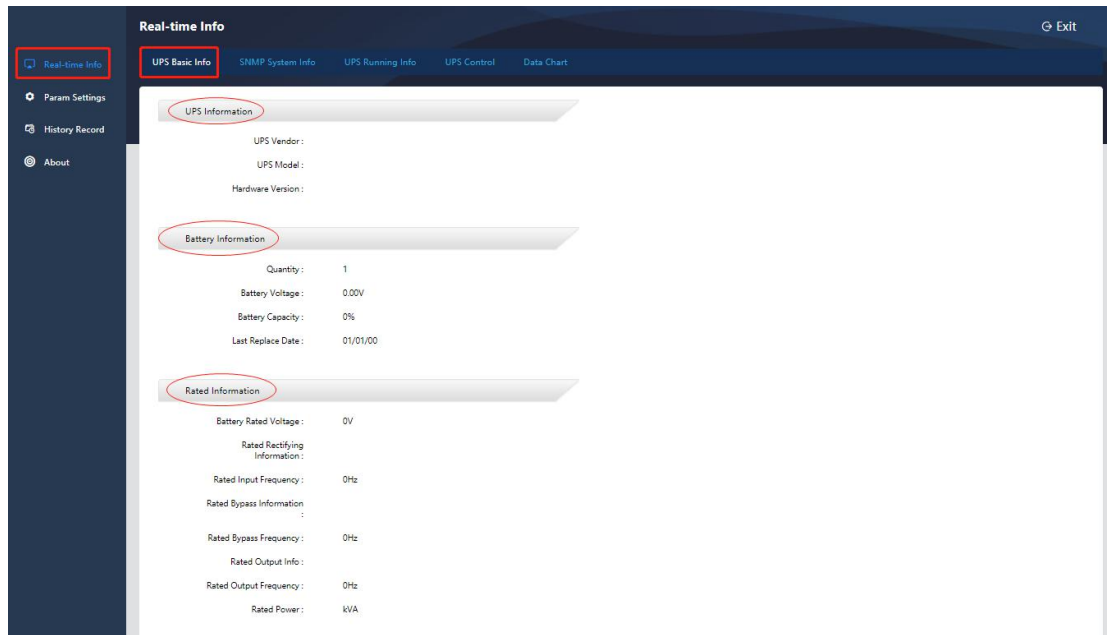 Real-time Info
Exit
Real-time Info
Param Settings
History Record
About
UPS Basic Info SNMP System Info UPS Running Info UPS Control Data Chart
UPS Information
UPS Vendor :
UPS Model :
Hardware Version :
Battery Information
Quantity : 1
Battery Voltage : 0.00V
Battery Capacity : 0%
Last Replace Date : 01/01/00
Rated Information
Battery Rated Voltage : 0V
Rated Rectifying
Information :
Rated Input Frequency : 0Hz
Rated Bypass Information
:
Rated Bypass Frequency : 0Hz
Rated Output Info :
Rated Output Frequency : 0Hz
Rated Power : kVA